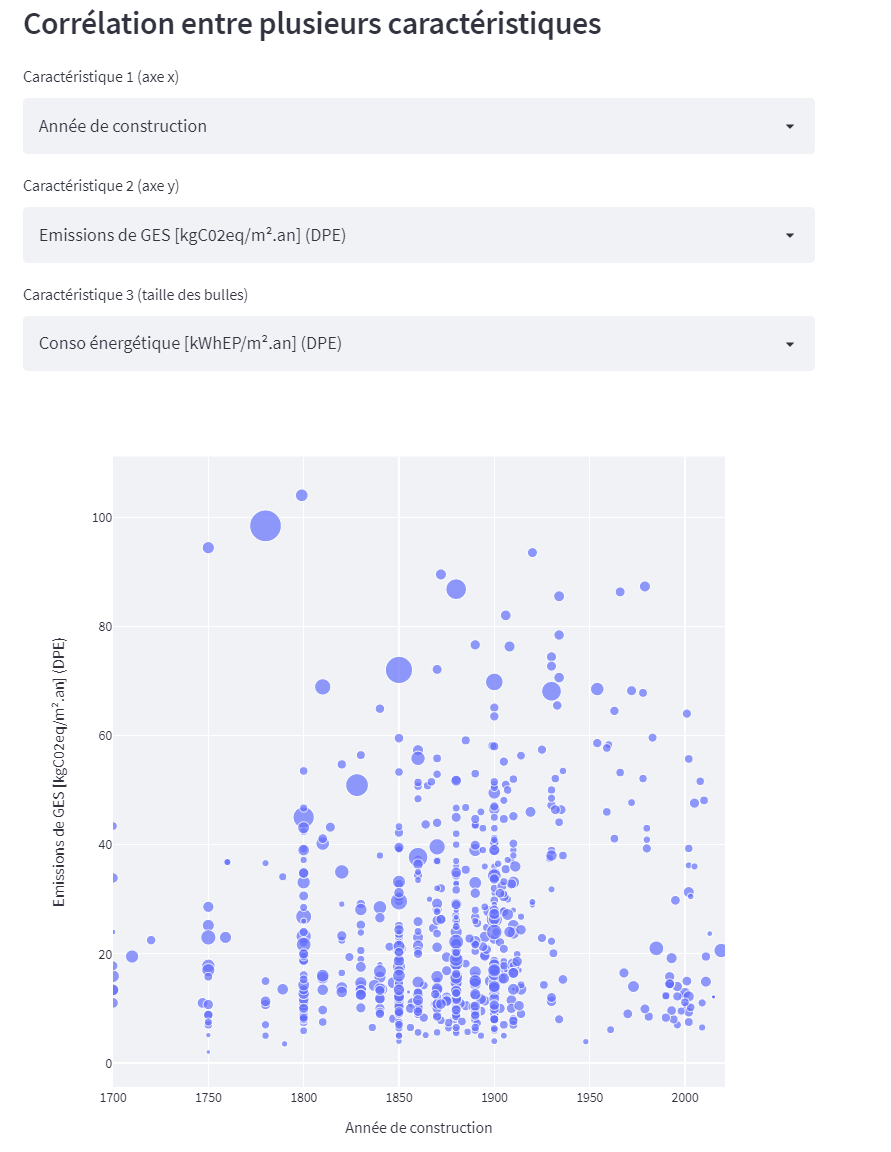 Corrélation entre plusieurs caractéristiques
Caractéristique 1 (axe x)
Année de construction
Caractéristique 2 (axe y)
Emissions de GES [kgC02eq/m².an] (DPE)
Caractéristique 3 (taille des bulles)
Conso énergétique [kWhEP/m².an] (DPE)
100
80
60
40
20
0
Emissions de GES [kgC02eq/m².an] (DPE)
1700
1750
1800
1850
1900
1950
2000
Année de construction